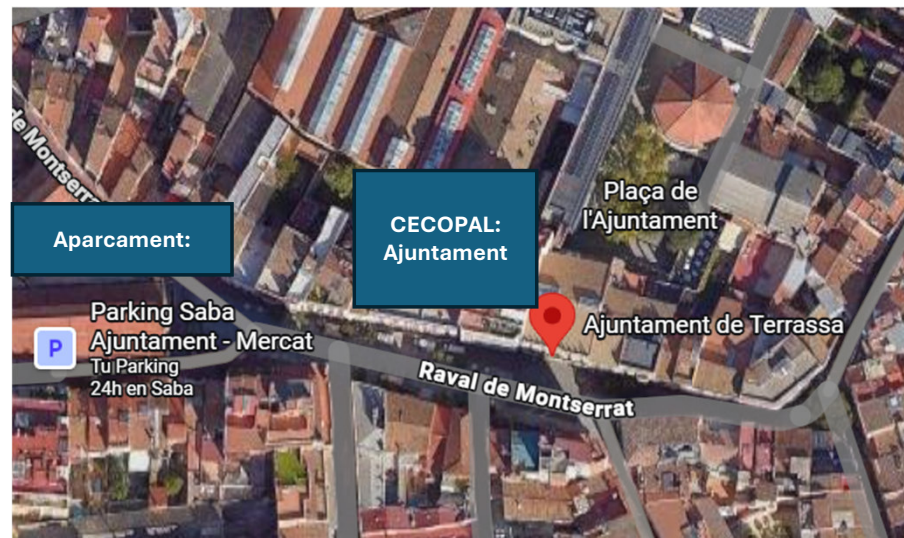 de Montserrat
Plaça de
l'Ajuntament
CECOPAL:
Ajuntament
Aparcament:
Parking Saba
Ajuntament - Mercat
Tu Parking
24h en Saba
P
Ajuntament de Terrassa
Raval de Montserrat